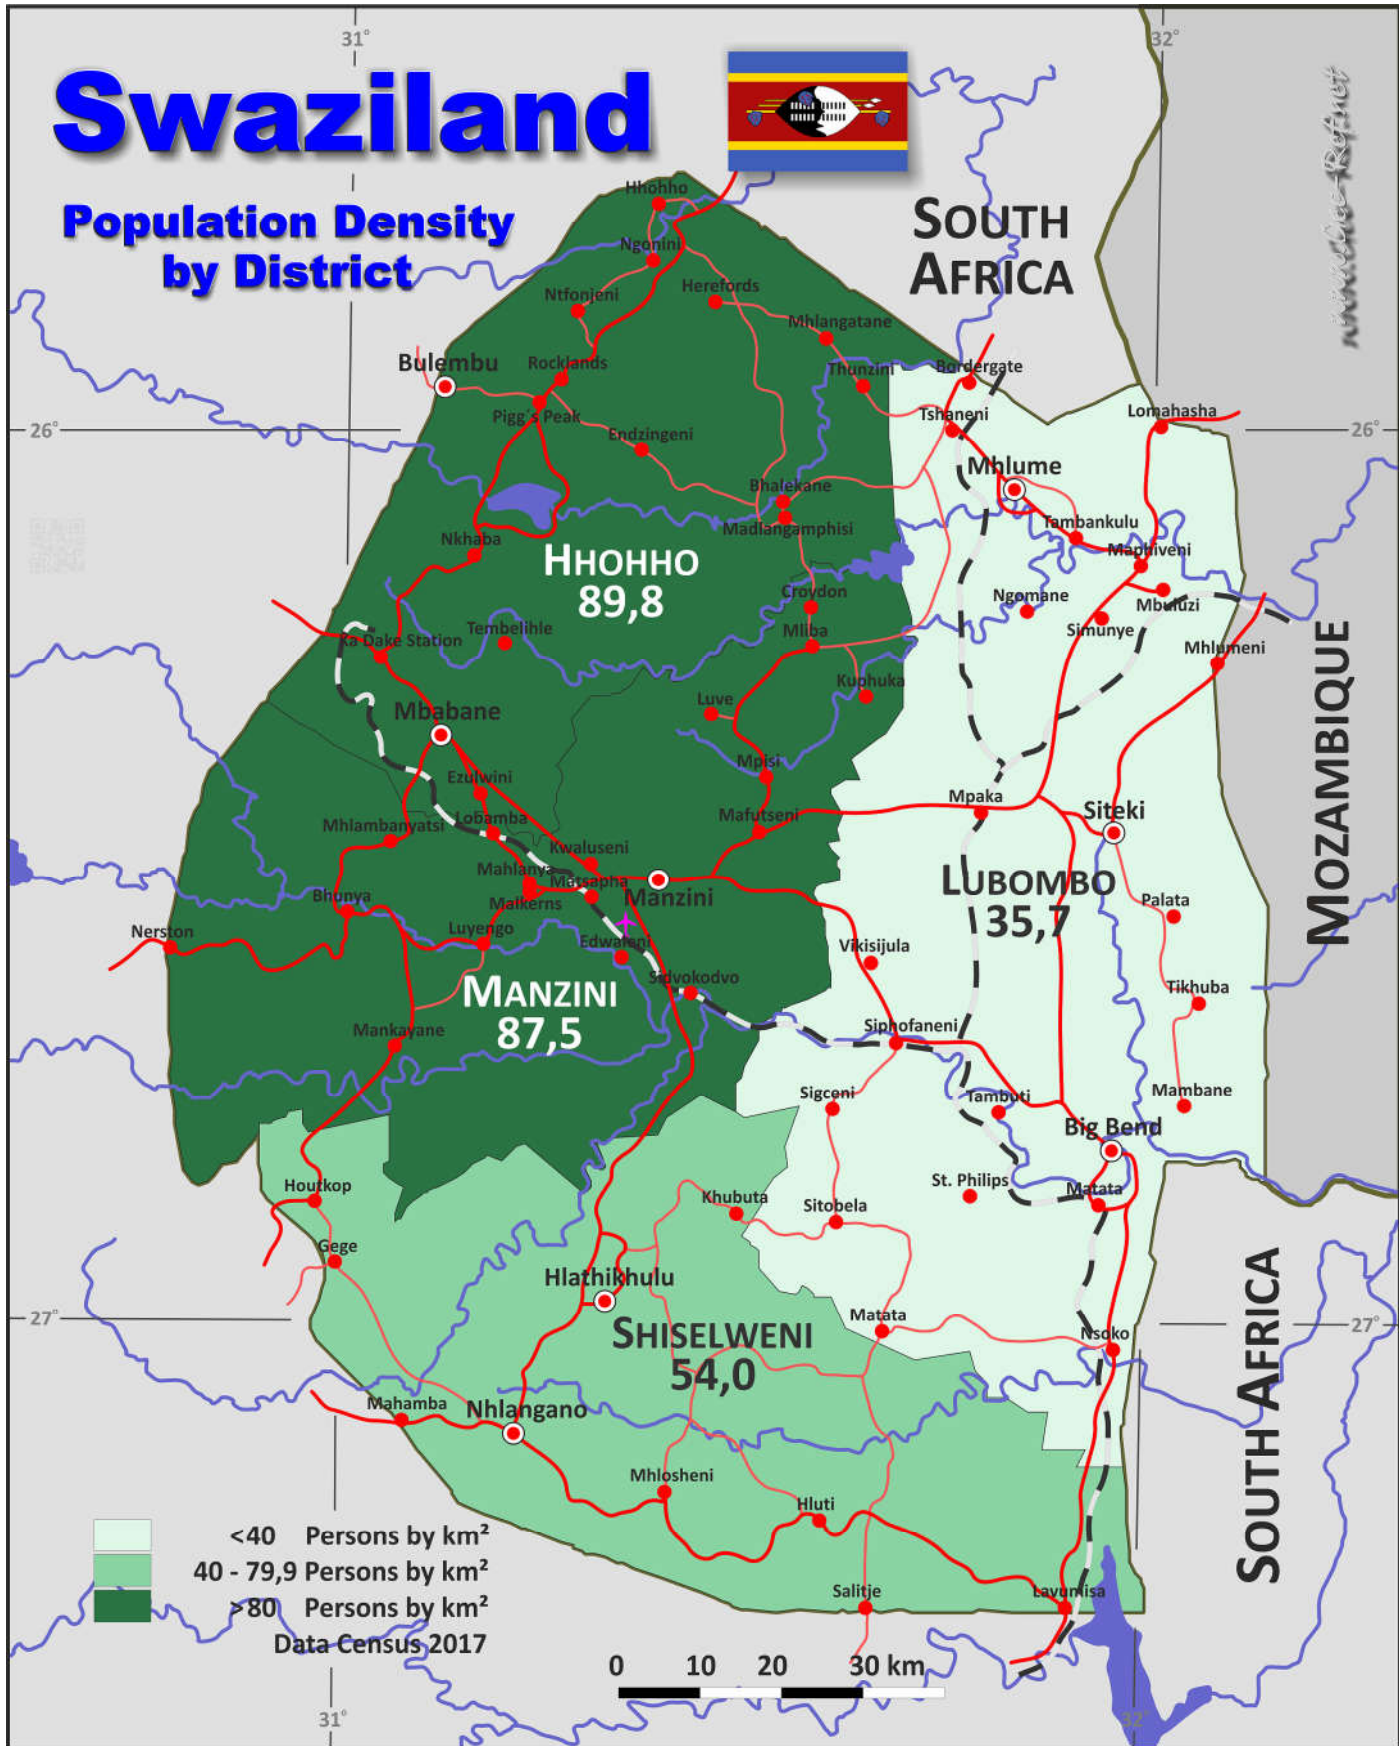 31°
32°
Swaziland
Population Density
by District
SOUTH
AFRICA
Hhohho
Ngonini
Ntfonjeni
Herefords
Mhlangatane
Thunzini
Bordergate
Bulembu
Rocklands
Pigg´s Peak
Tshaneni
Lomahasha
26°
26°
Endzingeni
Mhlume
Bhalekane
Madlangamphisi
Tambankulu
Nkhaba
Maphiveni
HHOHHO
89,8
Croydon
Ngomane
Mbuluzi
Simunye
Mliba
Ka Dake Station
Tembelihle
Mhlumeni
Kuphuka
Luve
Mbabane
MOZAMBIQUE
Mpisi
Ezulwini
Mpaka
Siteki
Lobamba
Mafutseni
Mhlambanyatsi
Kwaluseni
Mahlanya
Matsapha
LUBOMBO
35,7
Manzini
Malkerns
Bhunya
Palata
Nerston
Luyengo
Edwaleni
Vikisijula
Sidvokodvo
MANZINI
87,5
Tikhuba
Mankayane
Siphofaneni
Sigceni
Tambuti
Mambane
Big Bend
Houtkop
St. Philips
Matata
Khubuta
Sitobela
Gege
Hlathikhulu
27°
27°
SHISELWENI
54,0
Matata
Nsoko
SOUTH AFRICA
Mahamba
Nhlangano
Mhlosheni
Hluti
<40 Persons by km²
40 - 79,9 Persons by km²
>80 Persons by km²
Data Census 2017
Salitje
Lavumisa
0 10 20 30 km
31°
32°